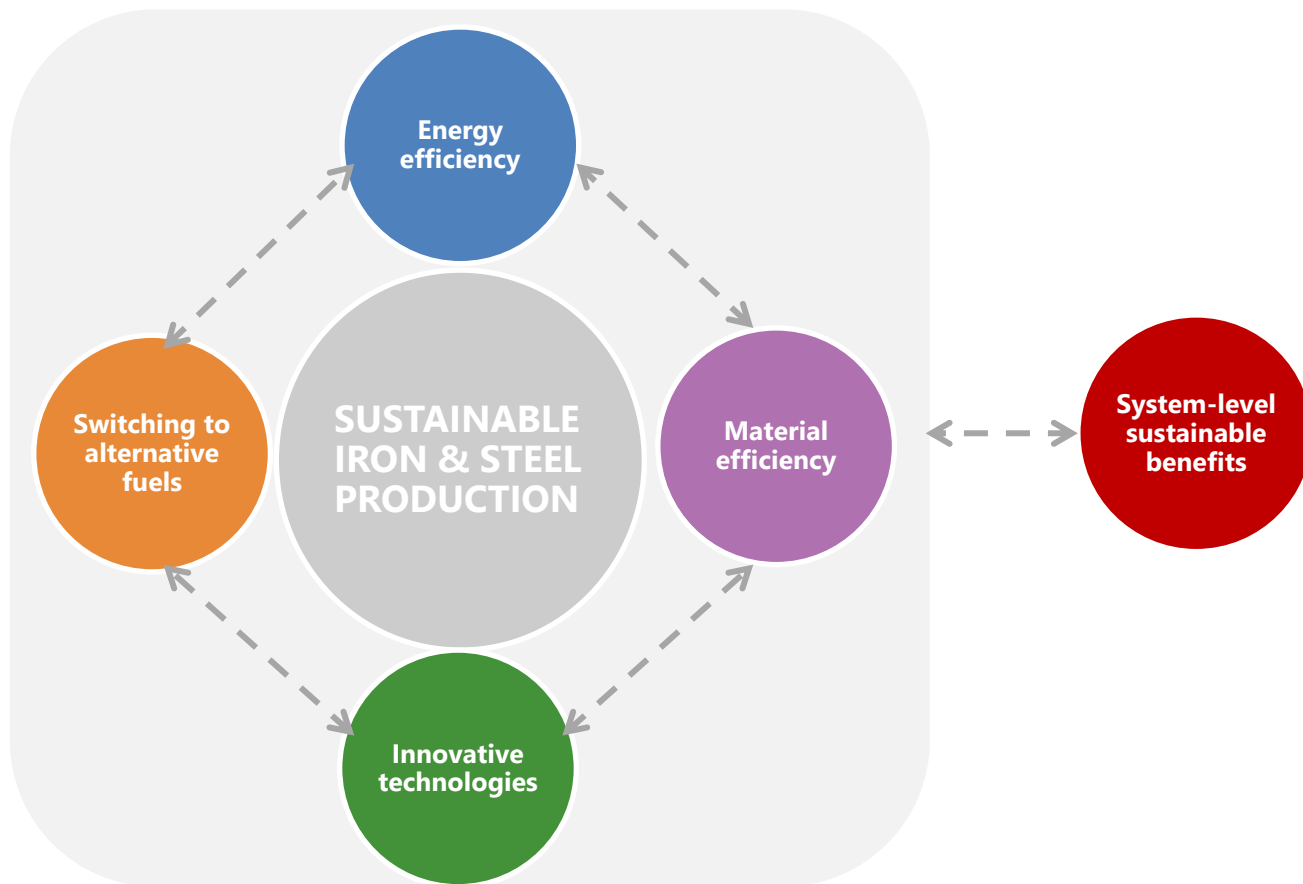 Energy
efficiency
Switching to
alternative
fuels
SUSTAINABLE
IRON & STEEL
PRODUCTION
Material
efficiency
System-level
sustainable
benefits
Innovative
technologies